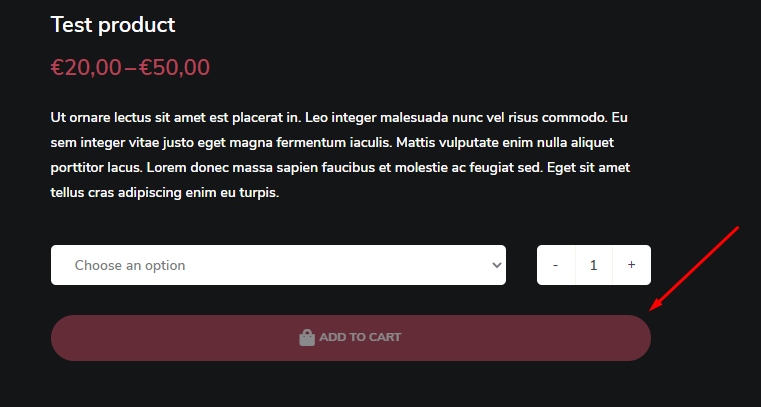 Test product
€20,00–€50,00
Ut ornare lectus sit amet est placerat in. Leo integer malesuada nunc vel risus commodo. Eu
sem integer vitae justo eget magna fermentum iaculis. Mattis vulputate enim nulla aliquet
porttitor lacus. Lorem donec massa sapien faucibus et molestie ac feugiat sed. Eget sit amet
tellus cras adipiscing enim eu turpis.
Choose an option - 1 +
ADD TO CART